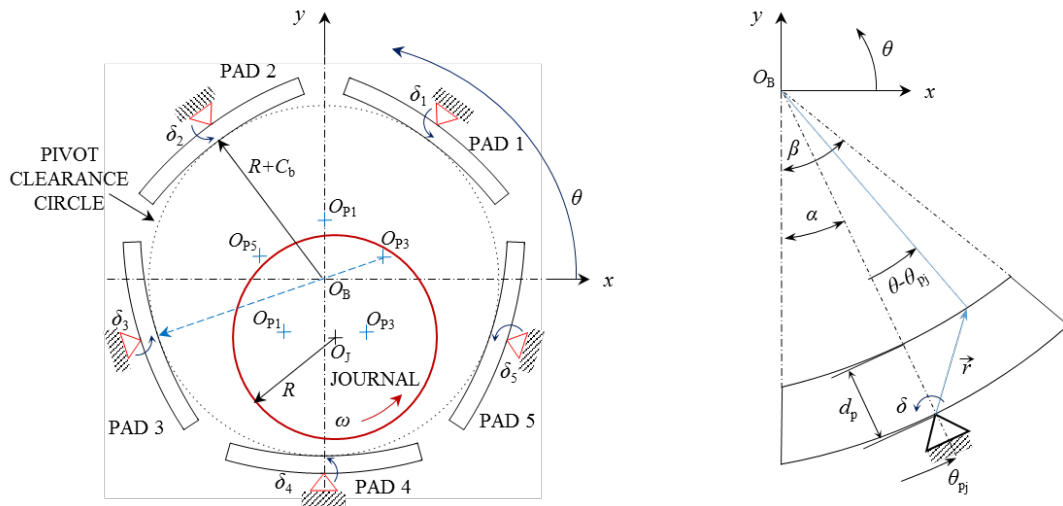 y
PAD 2
δ1
PAD 1
δ2
R+Cb
PIVOT
CLEARANCE
CIRCLE
θ
OP1
OP5
OP3
x
OB
δ3
OP1
OP3
OJ
δ5
R
JOURNAL
ω
PAD 3
PAD 5
δ4
PAD 4
y
θ
OB
x
β
α
θ-θpj
r⃗
dp
δ
θpj